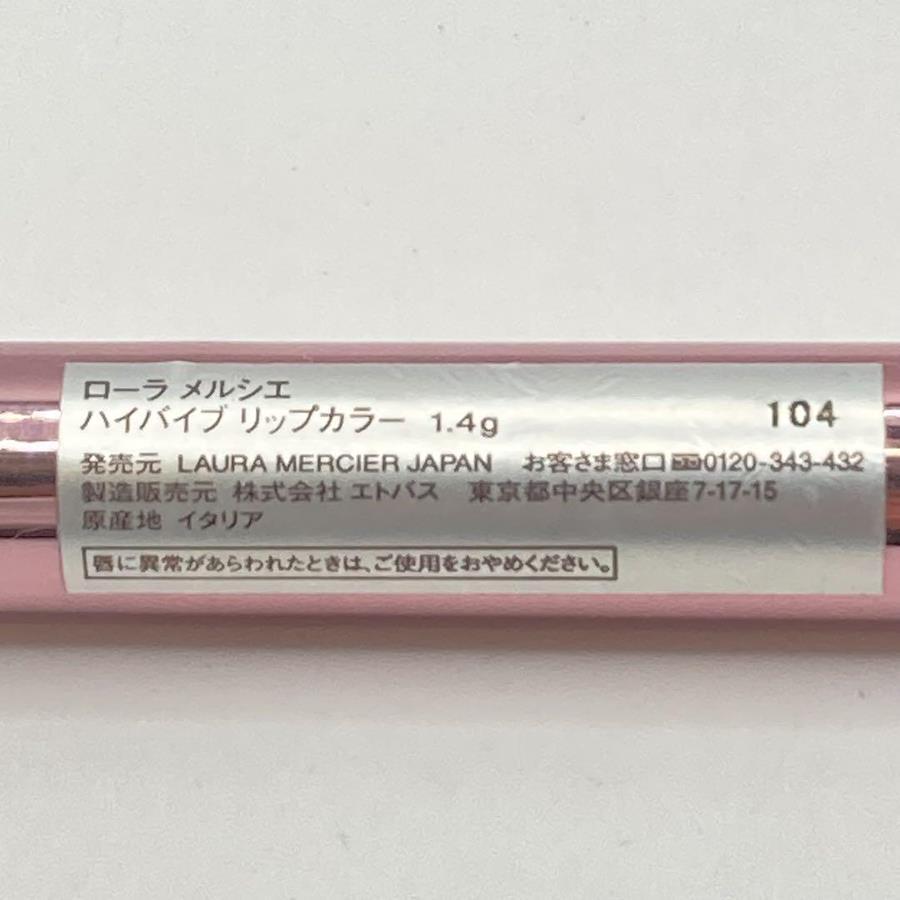 ローラ メルシエ
ハイバイブ リップカラー 1.4g 104
発売元 LAURA MERCIER JAPAN お客さま窓口 0120-343-432
製造販売元 株式会社 エトバス 東京都中央区銀座7-17-15
原産地 イタリア
唇に異常があらわれたときは、ご使用をおやめください。